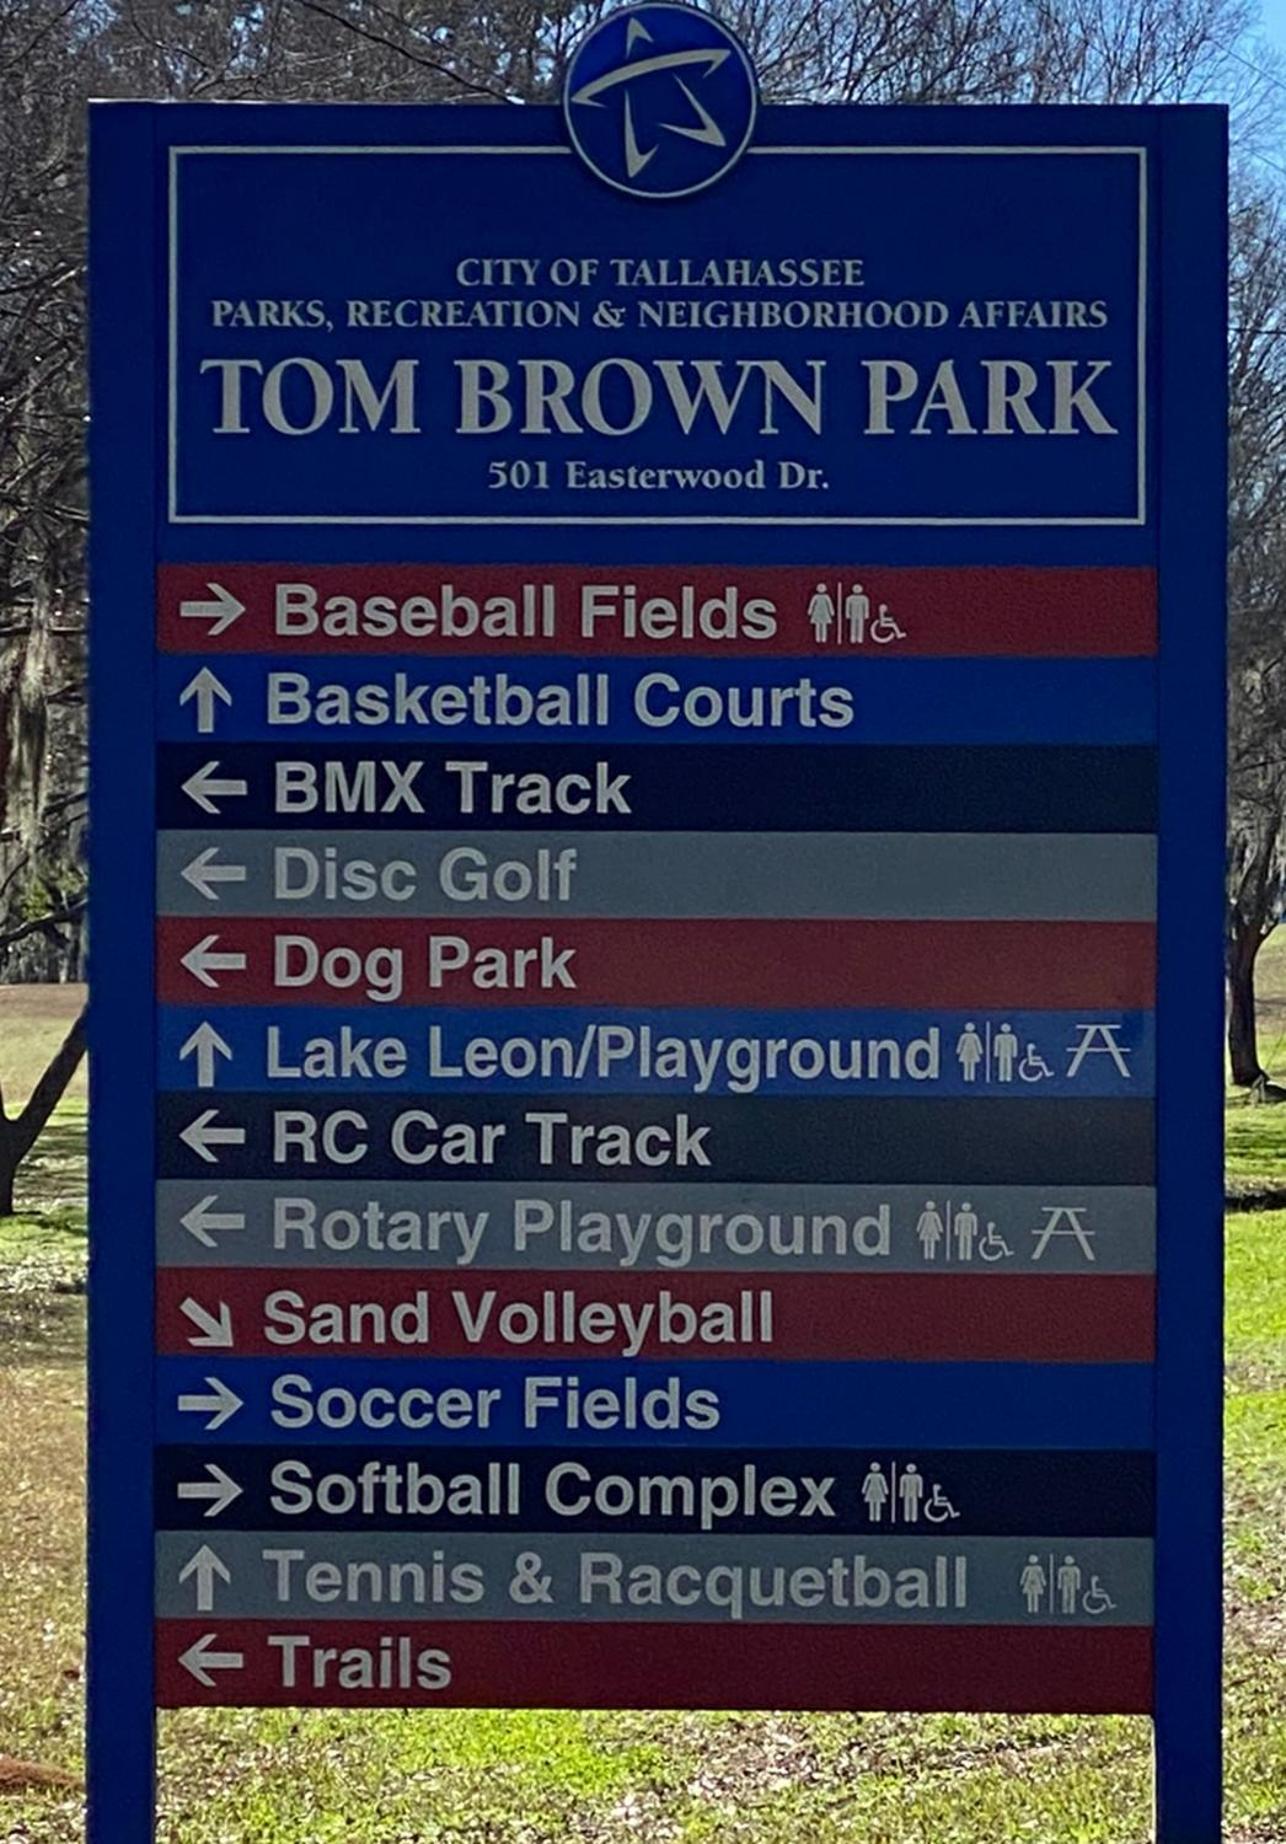 CITY OF TALLAHASSEE
PARKS, RECREATION & NEIGHBORHOOD AFFAIRS
TOM BROWN PARK
501 Easterwood Dr.
→ Baseball Fields
↑ Basketball Courts
← BMX Track
← Disc Golf
← Dog Park
↑ Lake Leon/Playground
← RC Car Track
← Rotary Playground
↘ Sand Volleyball
→ Soccer Fields
→ Softball Complex
↑ Tennis & Racquetball
← Trails